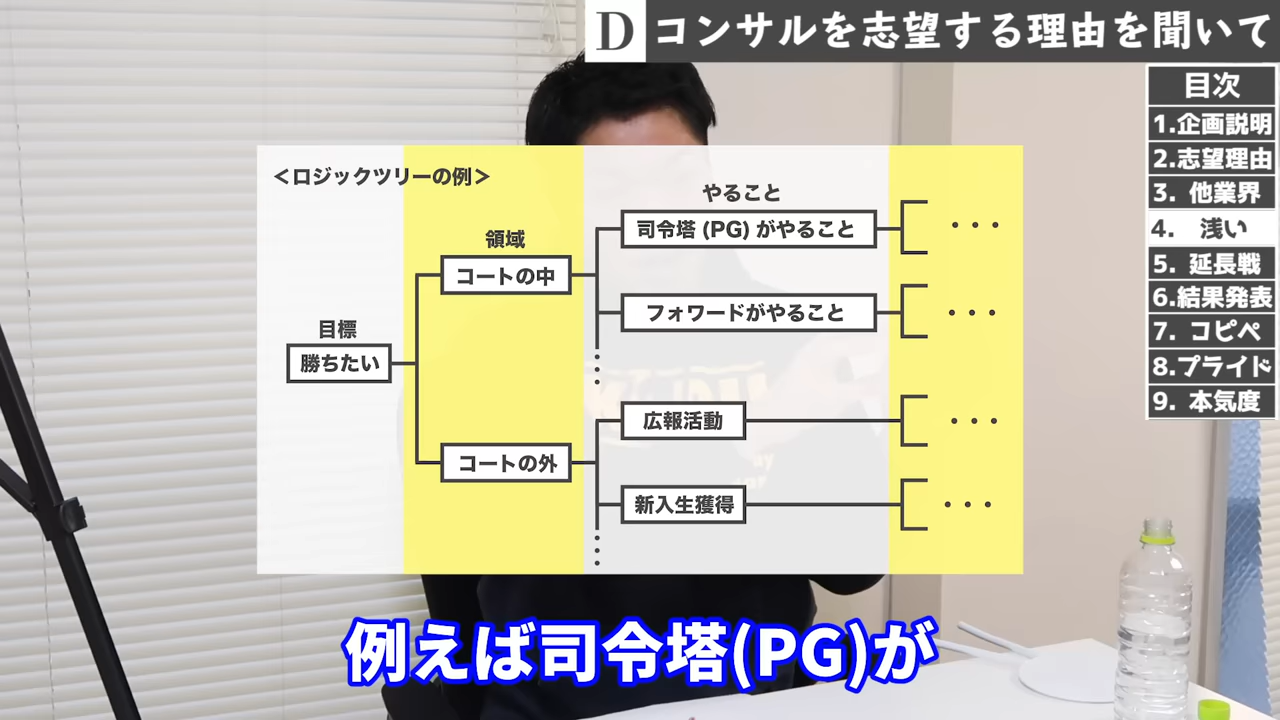 D コンサルを志望する理由を聞いて
目次
1.企画説明
2.志望理由
3. 他業界
4. 浅い
5. 延長戦
6.結果発表
7. コピペ
8.プライド
9. 本気度
<ロジックツリーの例>
目標
勝ちたい
領域
コートの中
コートの外
やること
司令塔 (PG) がやること
フォワードがやること
広報活動
新入生獲得
例えば司令塔(PG)が